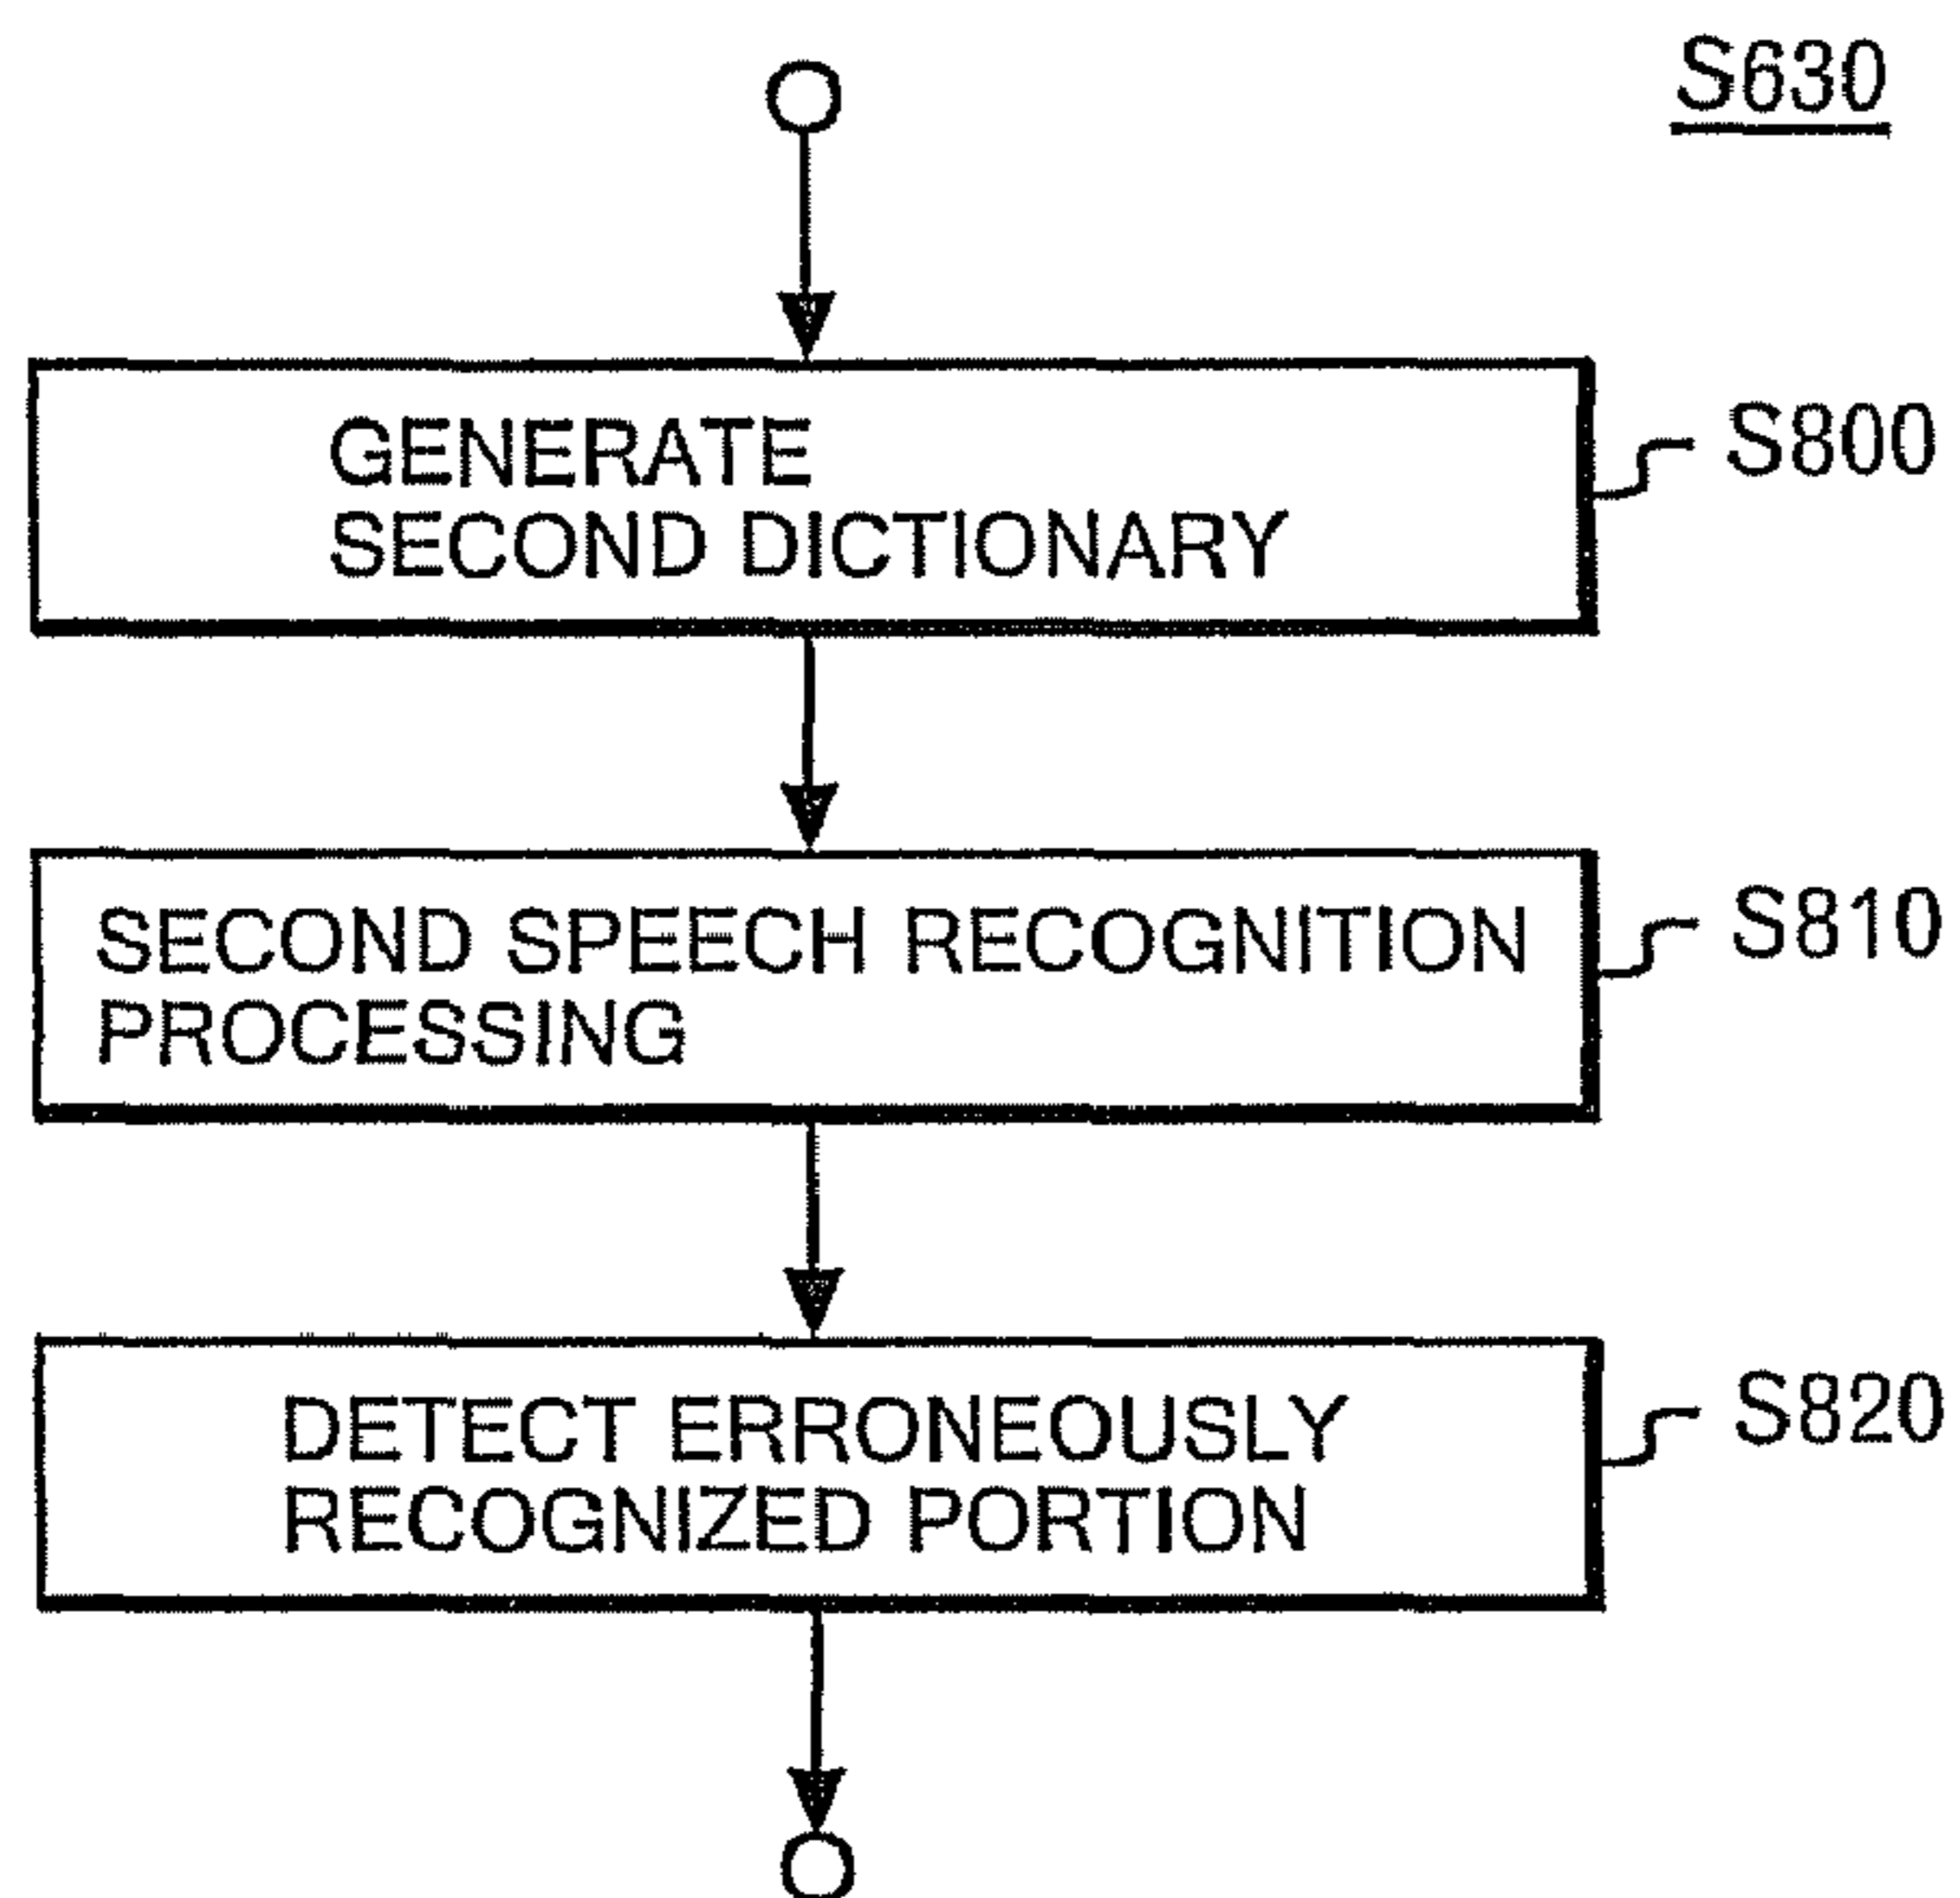 S630
GENERATE
SECOND DICTIONARY
S800
SECOND SPEECH RECOGNITION
PROCESSING
S810
DETECT ERRONEOUSLY
RECOGNIZED PORTION
S820